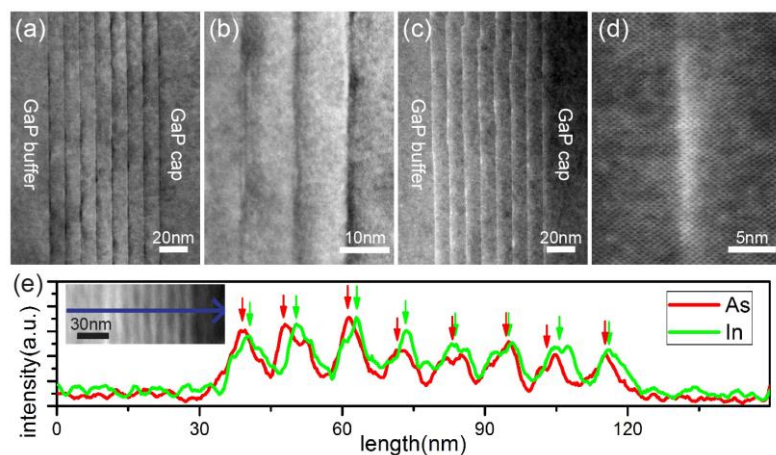 (a)
(b)
(c)
(d)
GaP buffer
GaP cap
20nm
10nm
GaP buffer
GaP cap
20nm
5nm
(e)
30nm
As
In
intensity(a.u.)
0
30
60
90
120
length(nm)